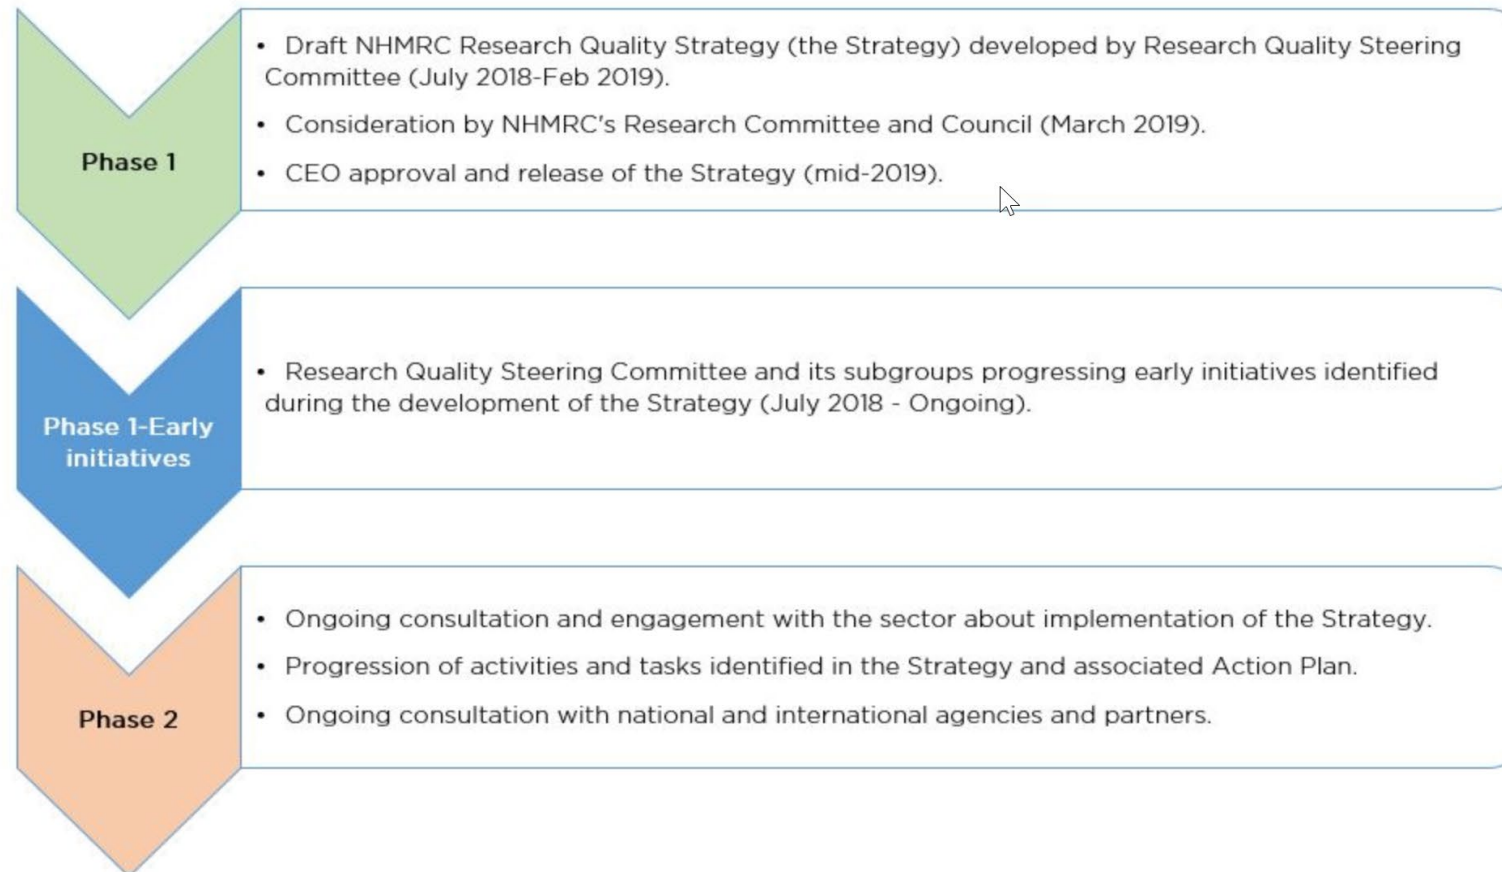 • Draft NHMRC Research Quality Strategy (the Strategy) developed by Research Quality Steering
Committee (July 2018-Feb 2019).
• Consideration by NHMRC's Research Committee and Council (March 2019).
Phase 1
• CEO approval and release of the Strategy (mid-2019).
• Research Quality Steering Committee and its subgroups progressing early initiatives identified
during the development of the Strategy (July 2018 - Ongoing).
Phase 1-Early
initiatives
• Ongoing consultation and engagement with the sector about implementation of the Strategy.
• Progression of activities and tasks identified in the Strategy and associated Action Plan.
Phase 2
• Ongoing consultation with national and international agencies and partners.